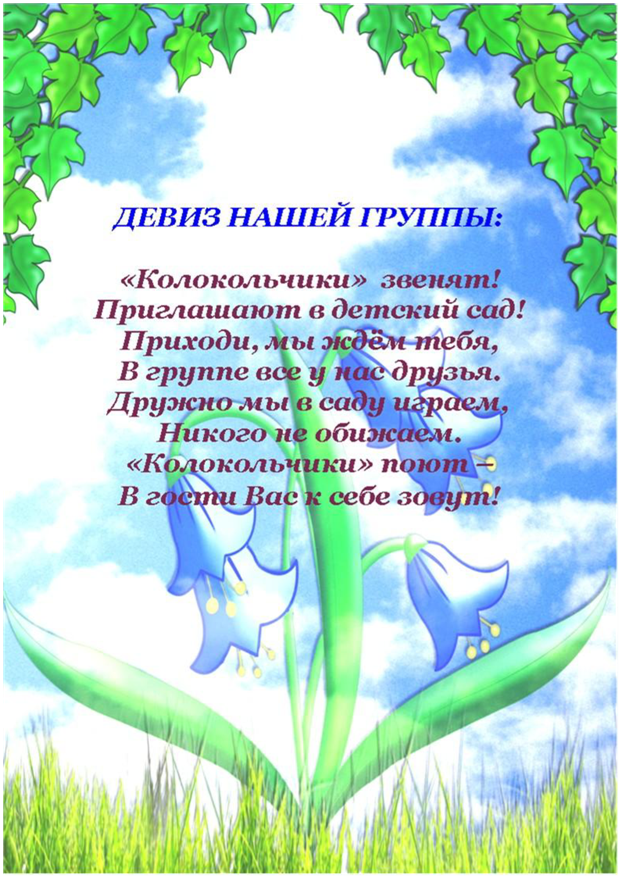 ДЕВИЗ НАШЕЙ ГРУППЫ:
«Колокольчики» звенят!
Приглашают в детский сад!
Приходи, мы ждём тебя,
В группе все у нас друзья.
Дружно мы в саду играем,
Никого не обижаем.
«Колокольчики» поют –
В гости Вас к себе зовут!